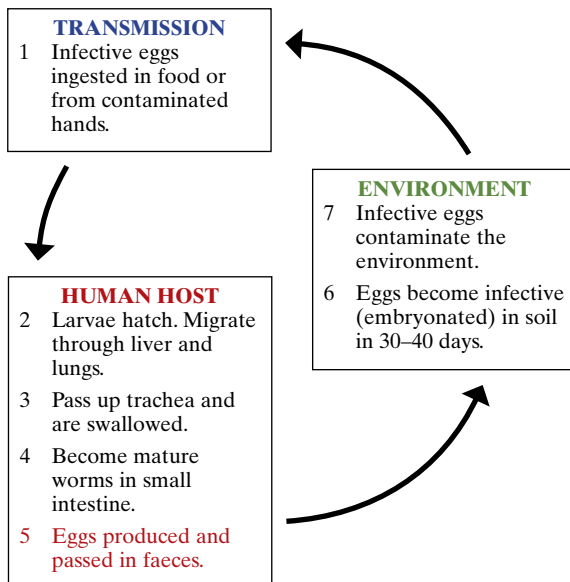 TRANSMISSION
1 Infective eggs
ingested in food or
from contaminated
hands.
HUMAN HOST
2 Larvae hatch. Migrate
through liver and
lungs.
3 Pass up trachea and
are swallowed.
4 Become mature
worms in small
intestine.
5 Eggs produced and
passed in faeces.
ENVIRONMENT
7 Infective eggs
contaminate the
environment.
6 Eggs become infective
(embryonated) in soil
in 30–40 days.